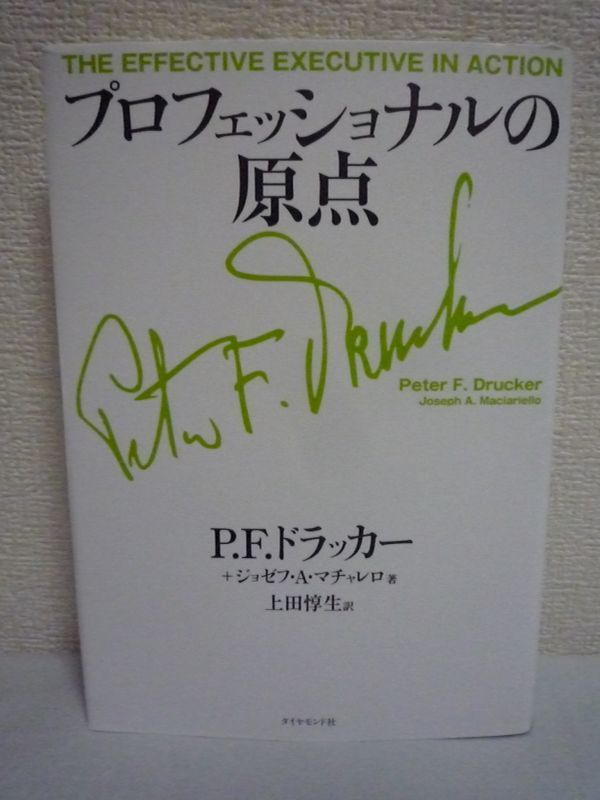 THE EFFECTIVE EXECUTIVE IN ACTION
プロフェッショナルの
原点
Peter F. Drucker
Peter F. Drucker
Joseph A. Maciariello
P.F.ドラッカー
+ジョゼフ・A・マチャレロ著
上田惇生訳
ダイヤモンド社